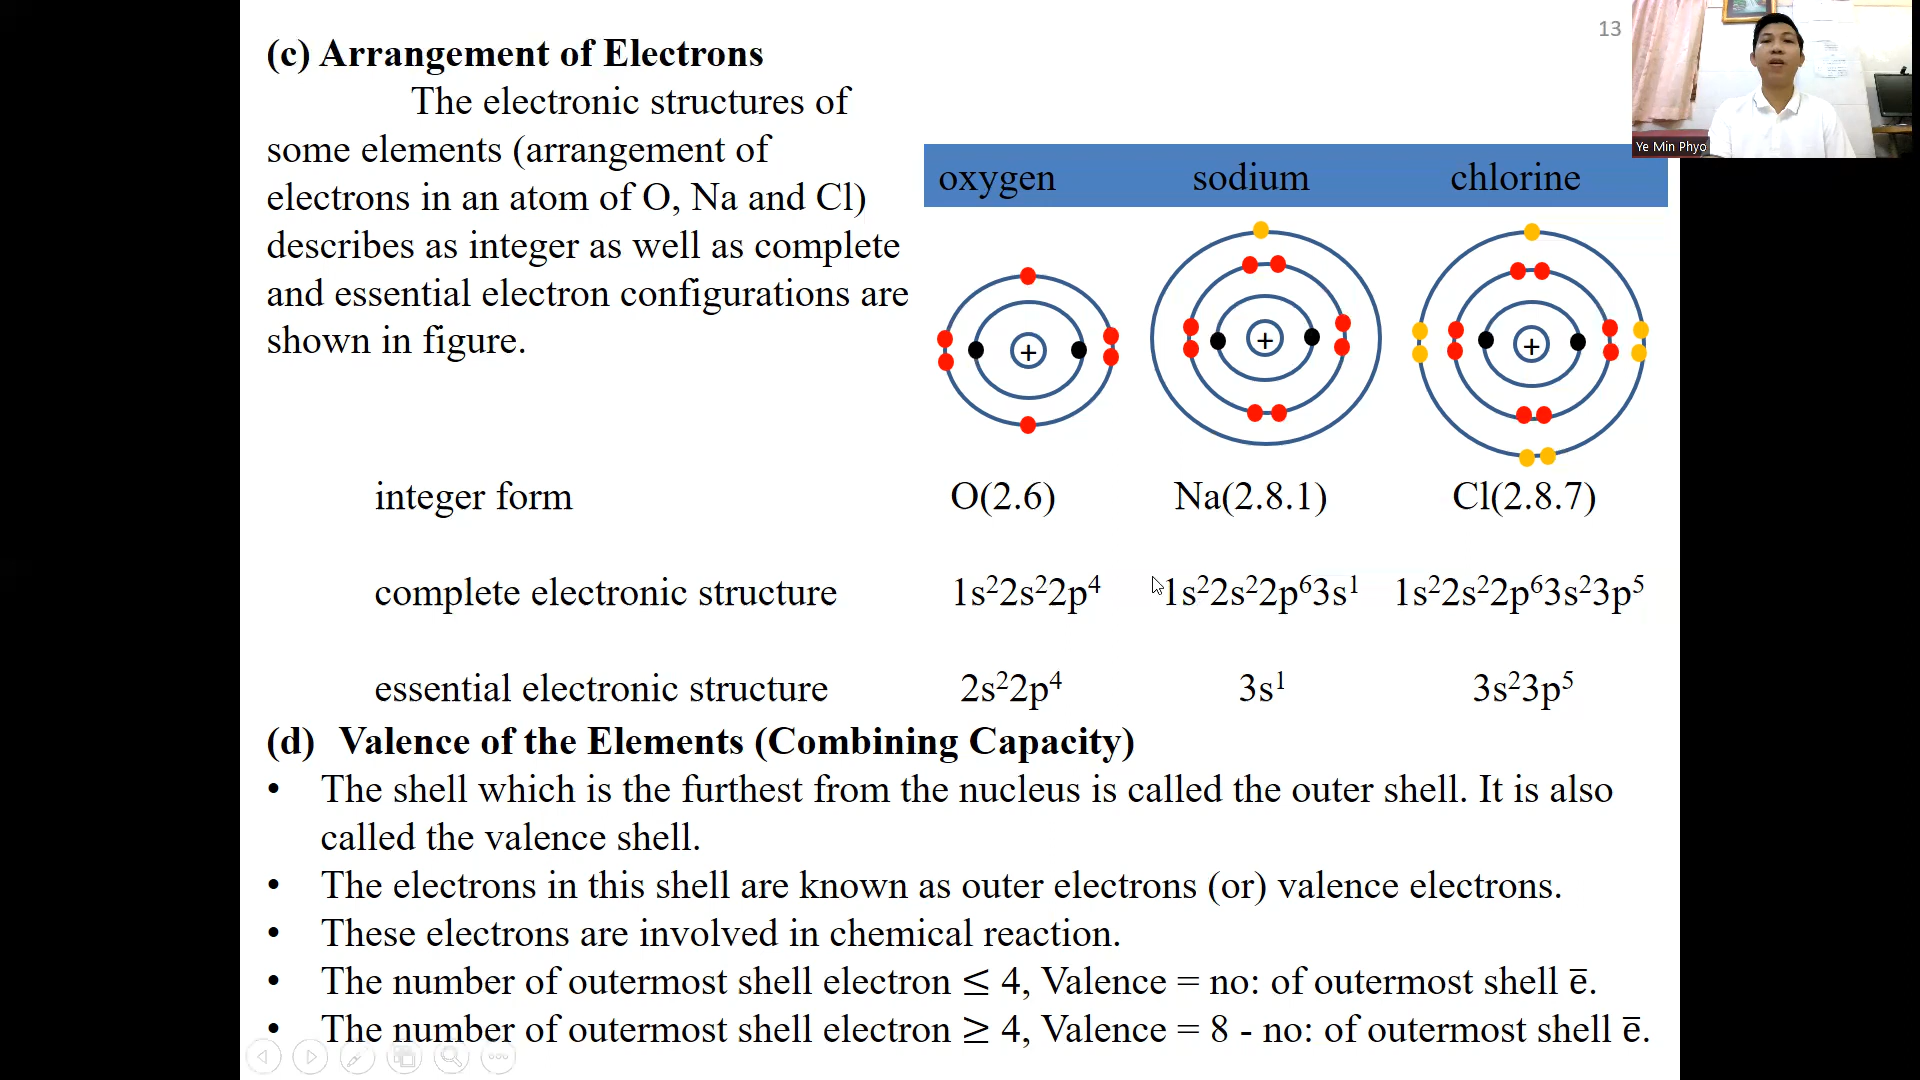 13
(c) Arrangement of Electrons
The electronic structures of
some elements (arrangement of
electrons in an atom of O, Na and Cl)
describes as integer as well as complete
and essential electron configurations are
shown in figure.
Ye Min Phyo
oxygen sodium chlorine
+ + +
integer form O(2.6) Na(2.8.1) Cl(2.8.7)
complete electronic structure 1s²2s²2p⁴ 1s²2s²2p⁶3s¹ 1s²2s²2p⁶3s²3p⁵
essential electronic structure 2s²2p⁴ 3s¹ 3s²3p⁵
(d) Valence of the Elements (Combining Capacity)
• The shell which is the furthest from the nucleus is called the outer shell. It is also
called the valence shell.
• The electrons in this shell are known as outer electrons (or) valence electrons.
• These electrons are involved in chemical reaction.
• The number of outermost shell electron ≤ 4, Valence = no: of outermost shell e̅.
• The number of outermost shell electron ≥ 4, Valence = 8 - no: of outermost shell e̅.